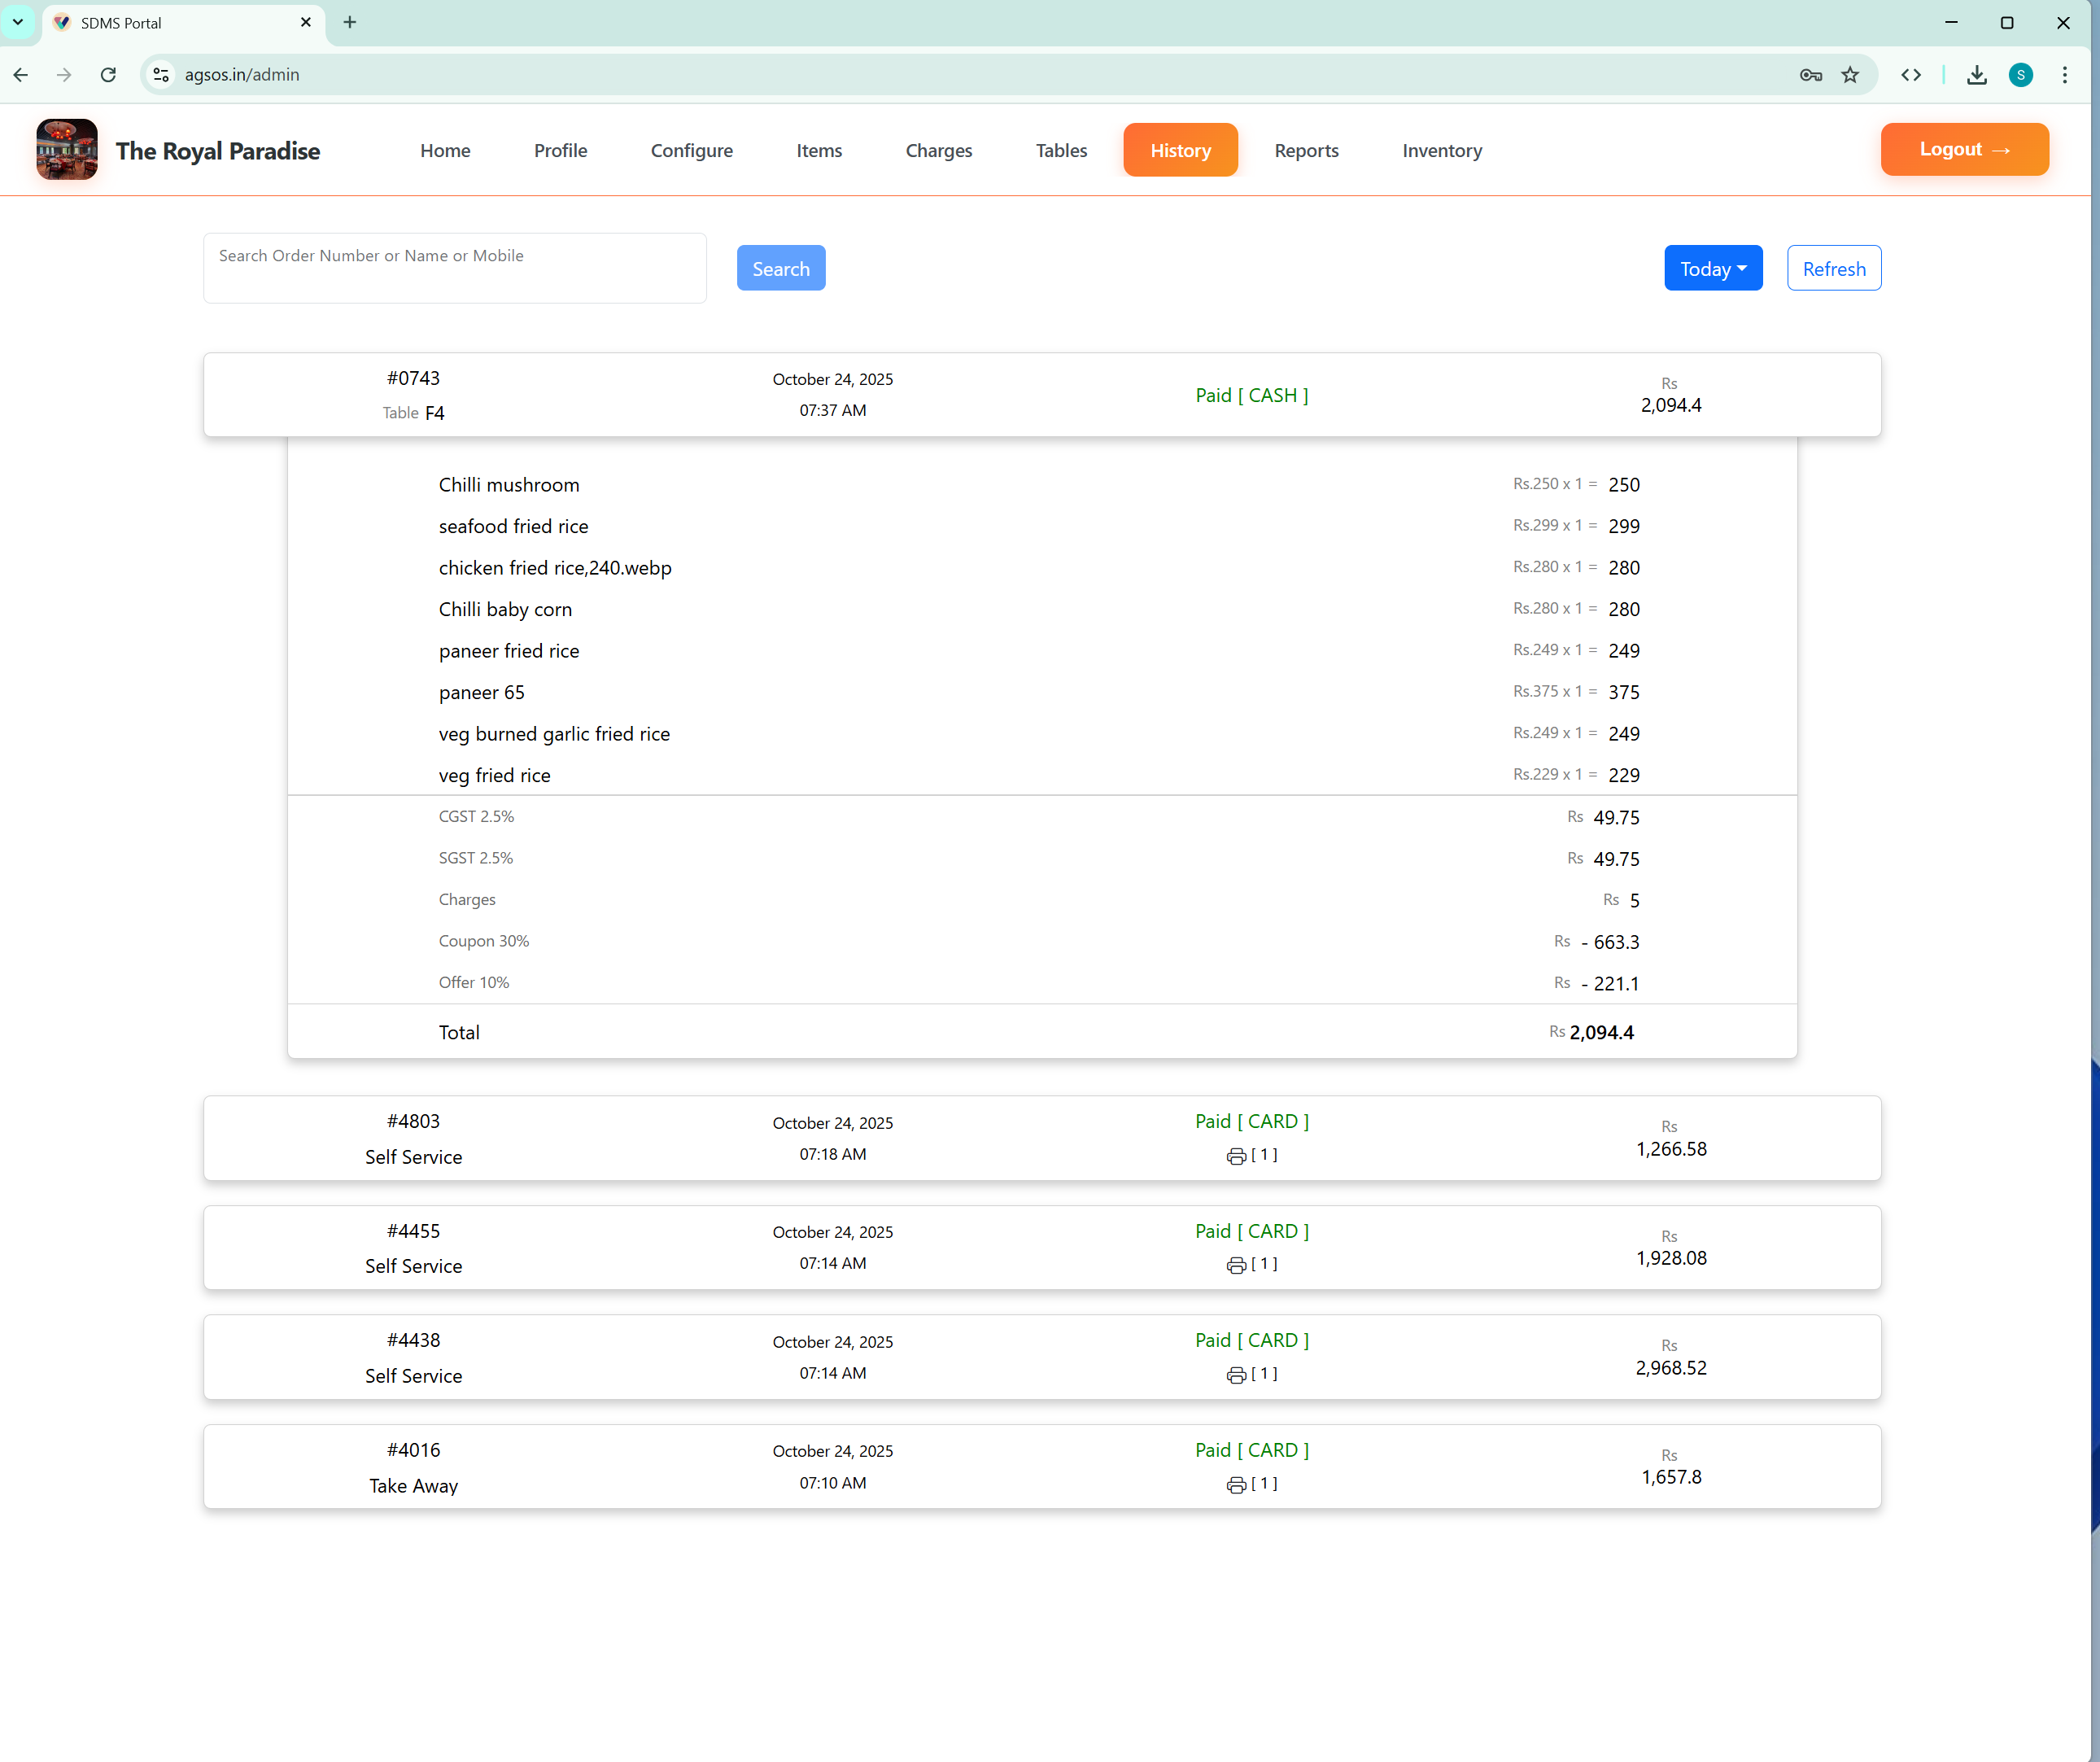 SDMS Portal
agsos.in/admin
S
The Royal Paradise
Home
Profile
Configure
Items
Charges
Tables
History
Reports
Inventory
Logout →
Search Order Number or Name or Mobile
Search
Today
Refresh
#0743
Table F4
October 24, 2025
07:37 AM
Paid [ CASH ]
Rs
2,094.4
Chilli mushroom Rs.250 x 1 = 250
seafood fried rice Rs.299 x 1 = 299
chicken fried rice,240.webp Rs.280 x 1 = 280
Chilli baby corn Rs.280 x 1 = 280
paneer fried rice Rs.249 x 1 = 249
paneer 65 Rs.375 x 1 = 375
veg burned garlic fried rice Rs.249 x 1 = 249
veg fried rice Rs.229 x 1 = 229
CGST 2.5% Rs 49.75
SGST 2.5% Rs 49.75
Charges Rs 5
Coupon 30% Rs - 663.3
Offer 10% Rs - 221.1
Total Rs 2,094.4
#4803
Self Service
October 24, 2025
07:18 AM
Paid [ CARD ]
[ 1 ]
Rs
1,266.58
#4455
Self Service
October 24, 2025
07:14 AM
Paid [ CARD ]
[ 1 ]
Rs
1,928.08
#4438
Self Service
October 24, 2025
07:14 AM
Paid [ CARD ]
[ 1 ]
Rs
2,968.52
#4016
Take Away
October 24, 2025
07:10 AM
Paid [ CARD ]
[ 1 ]
Rs
1,657.8